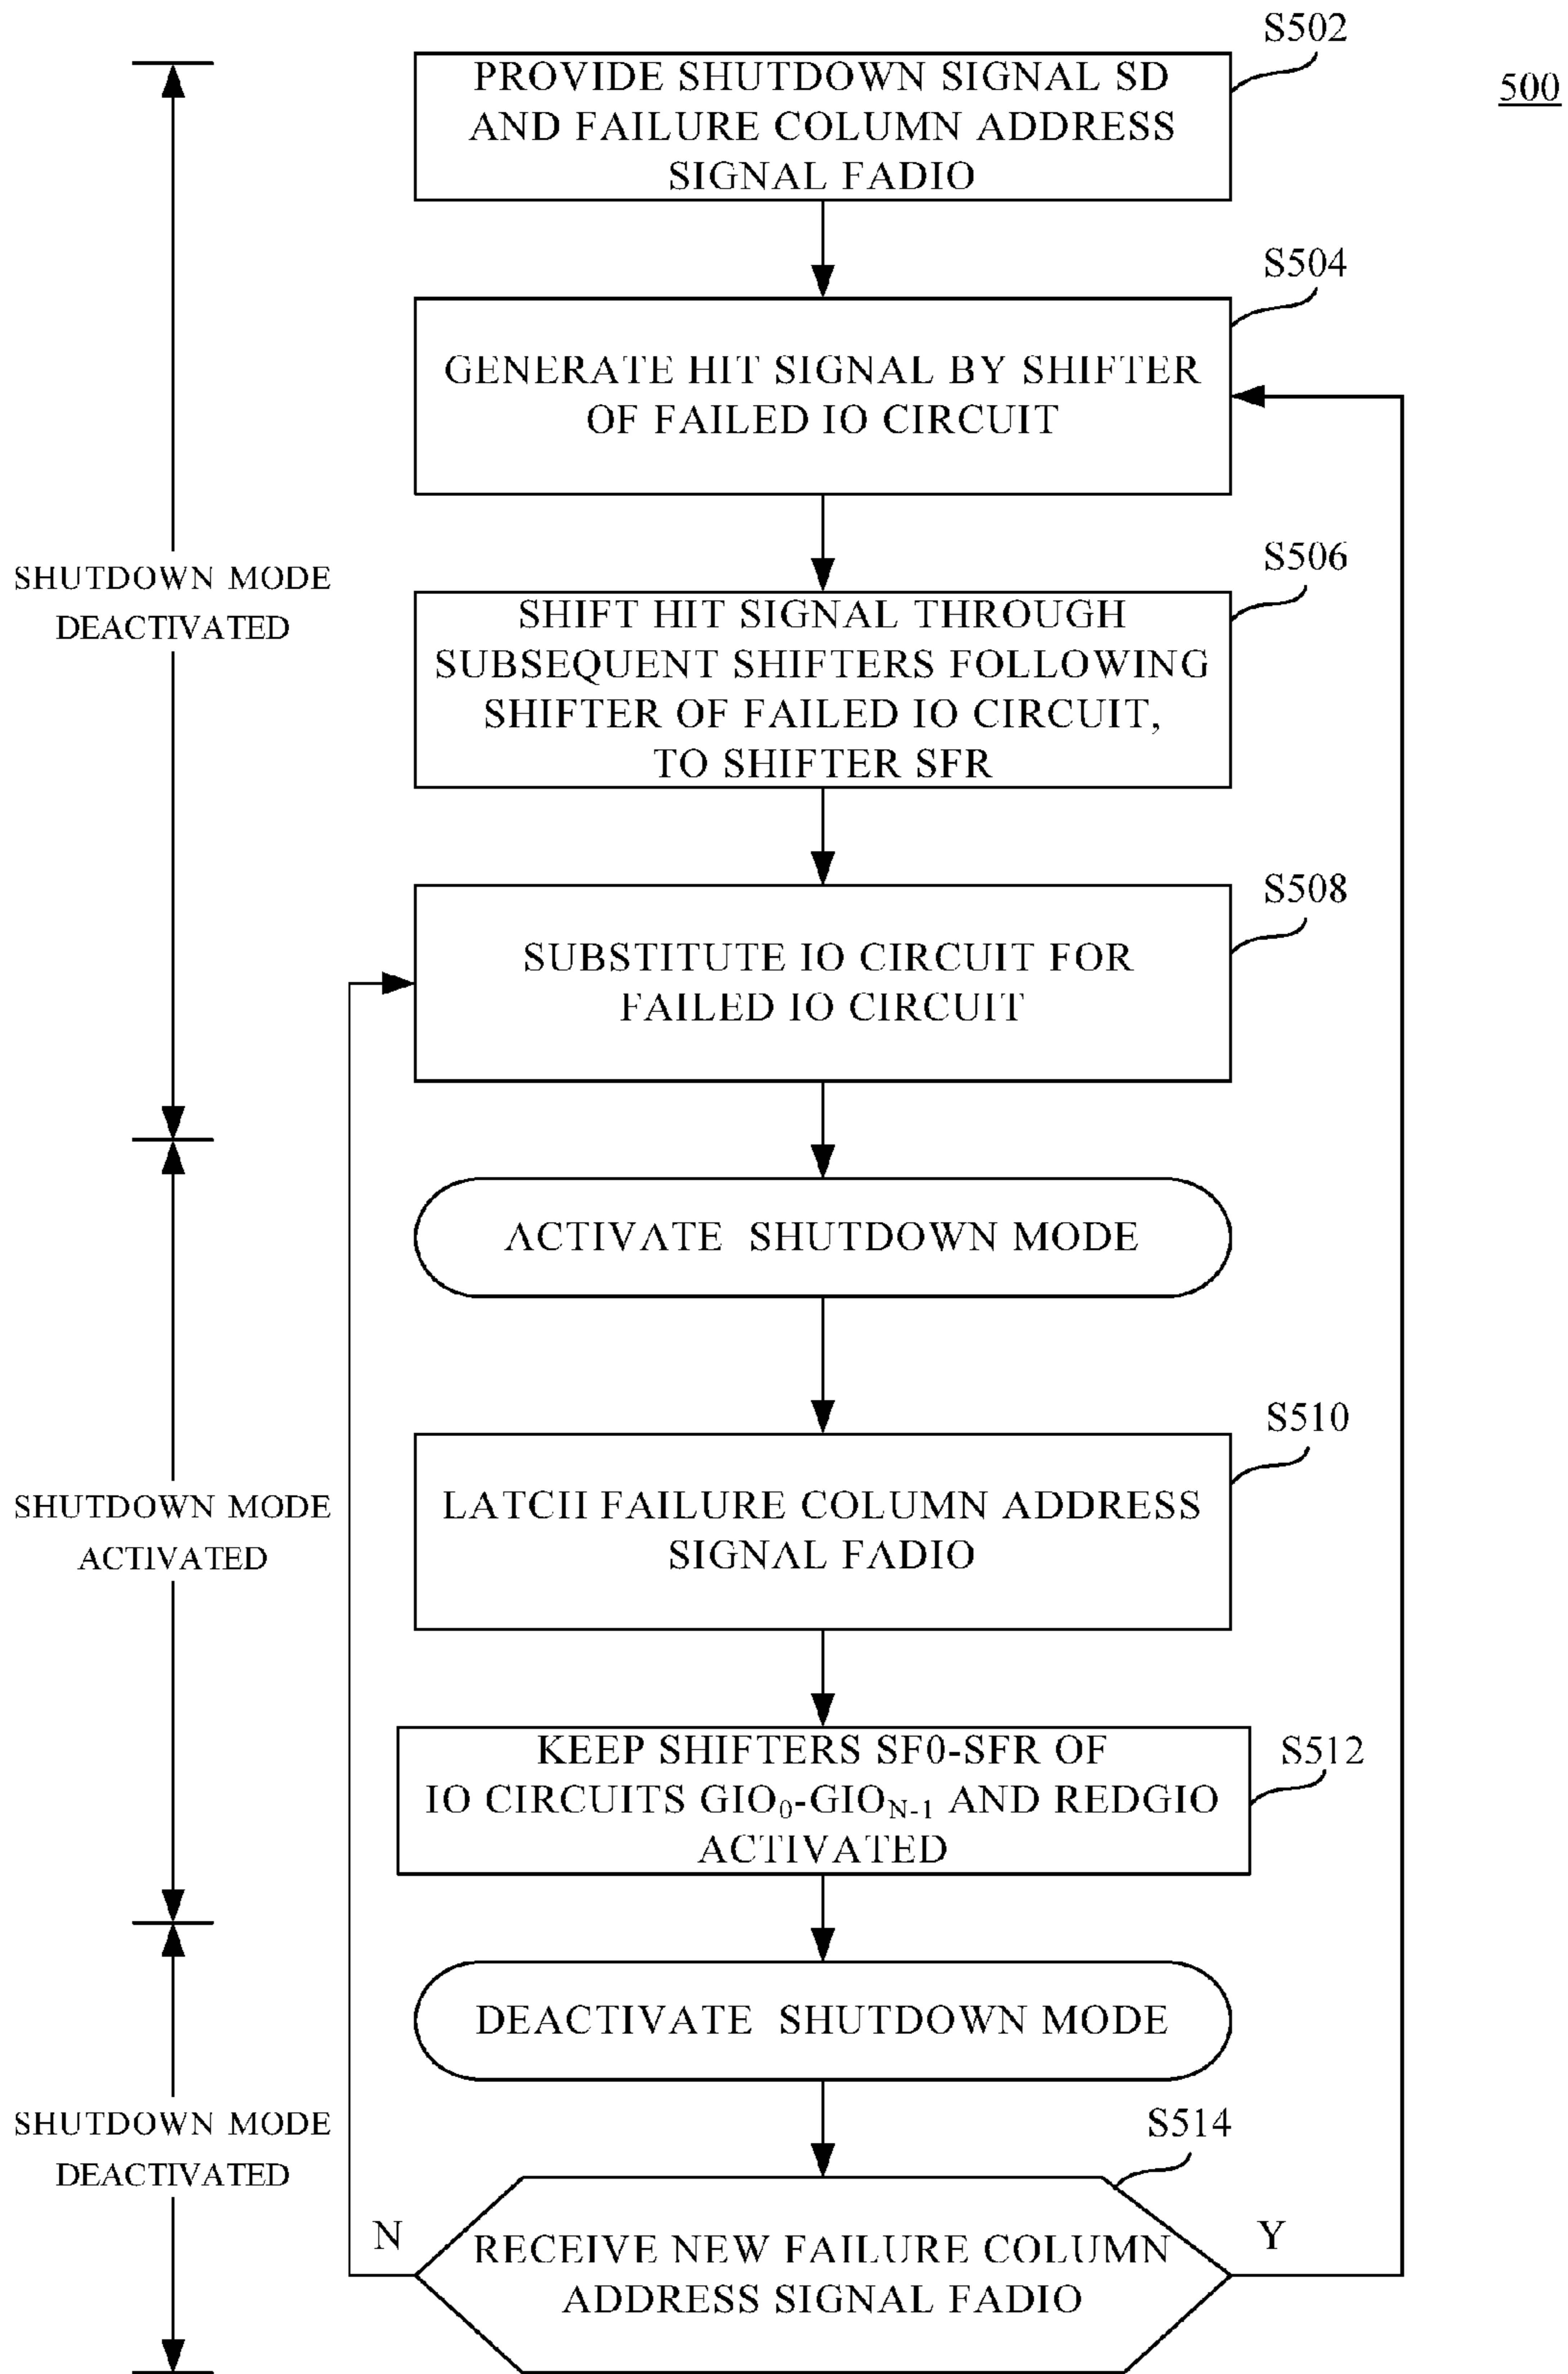 S502
500
PROVIDE SHUTDOWN SIGNAL SD
AND FAILURE COLUMN ADDRESS
SIGNAL FADIO
S504
GENERATE HIT SIGNAL BY SHIFTER
OF FAILED IO CIRCUIT
S506
SHIFT HIT SIGNAL THROUGH
SUBSEQUENT SHIFTERS FOLLOWING
SHIFTER OF FAILED IO CIRCUIT,
TO SHIFTER SFR
SHUTDOWN MODE
DEACTIVATED
S508
SUBSTITUTE IO CIRCUIT FOR
FAILED IO CIRCUIT
ACTIVATE SHUTDOWN MODE
S510
LATCH FAILURE COLUMN ADDRESS
SIGNAL FADIO
SHUTDOWN MODE
ACTIVATED
S512
KEEP SHIFTERS SF0-SFR OF
IO CIRCUITS GIO₀-GIO_N-1 AND REDGIO
ACTIVATED
DEACTIVATE SHUTDOWN MODE
SHUTDOWN MODE
DEACTIVATED
S514
N
RECEIVE NEW FAILURE COLUMN
ADDRESS SIGNAL FADIO
Y